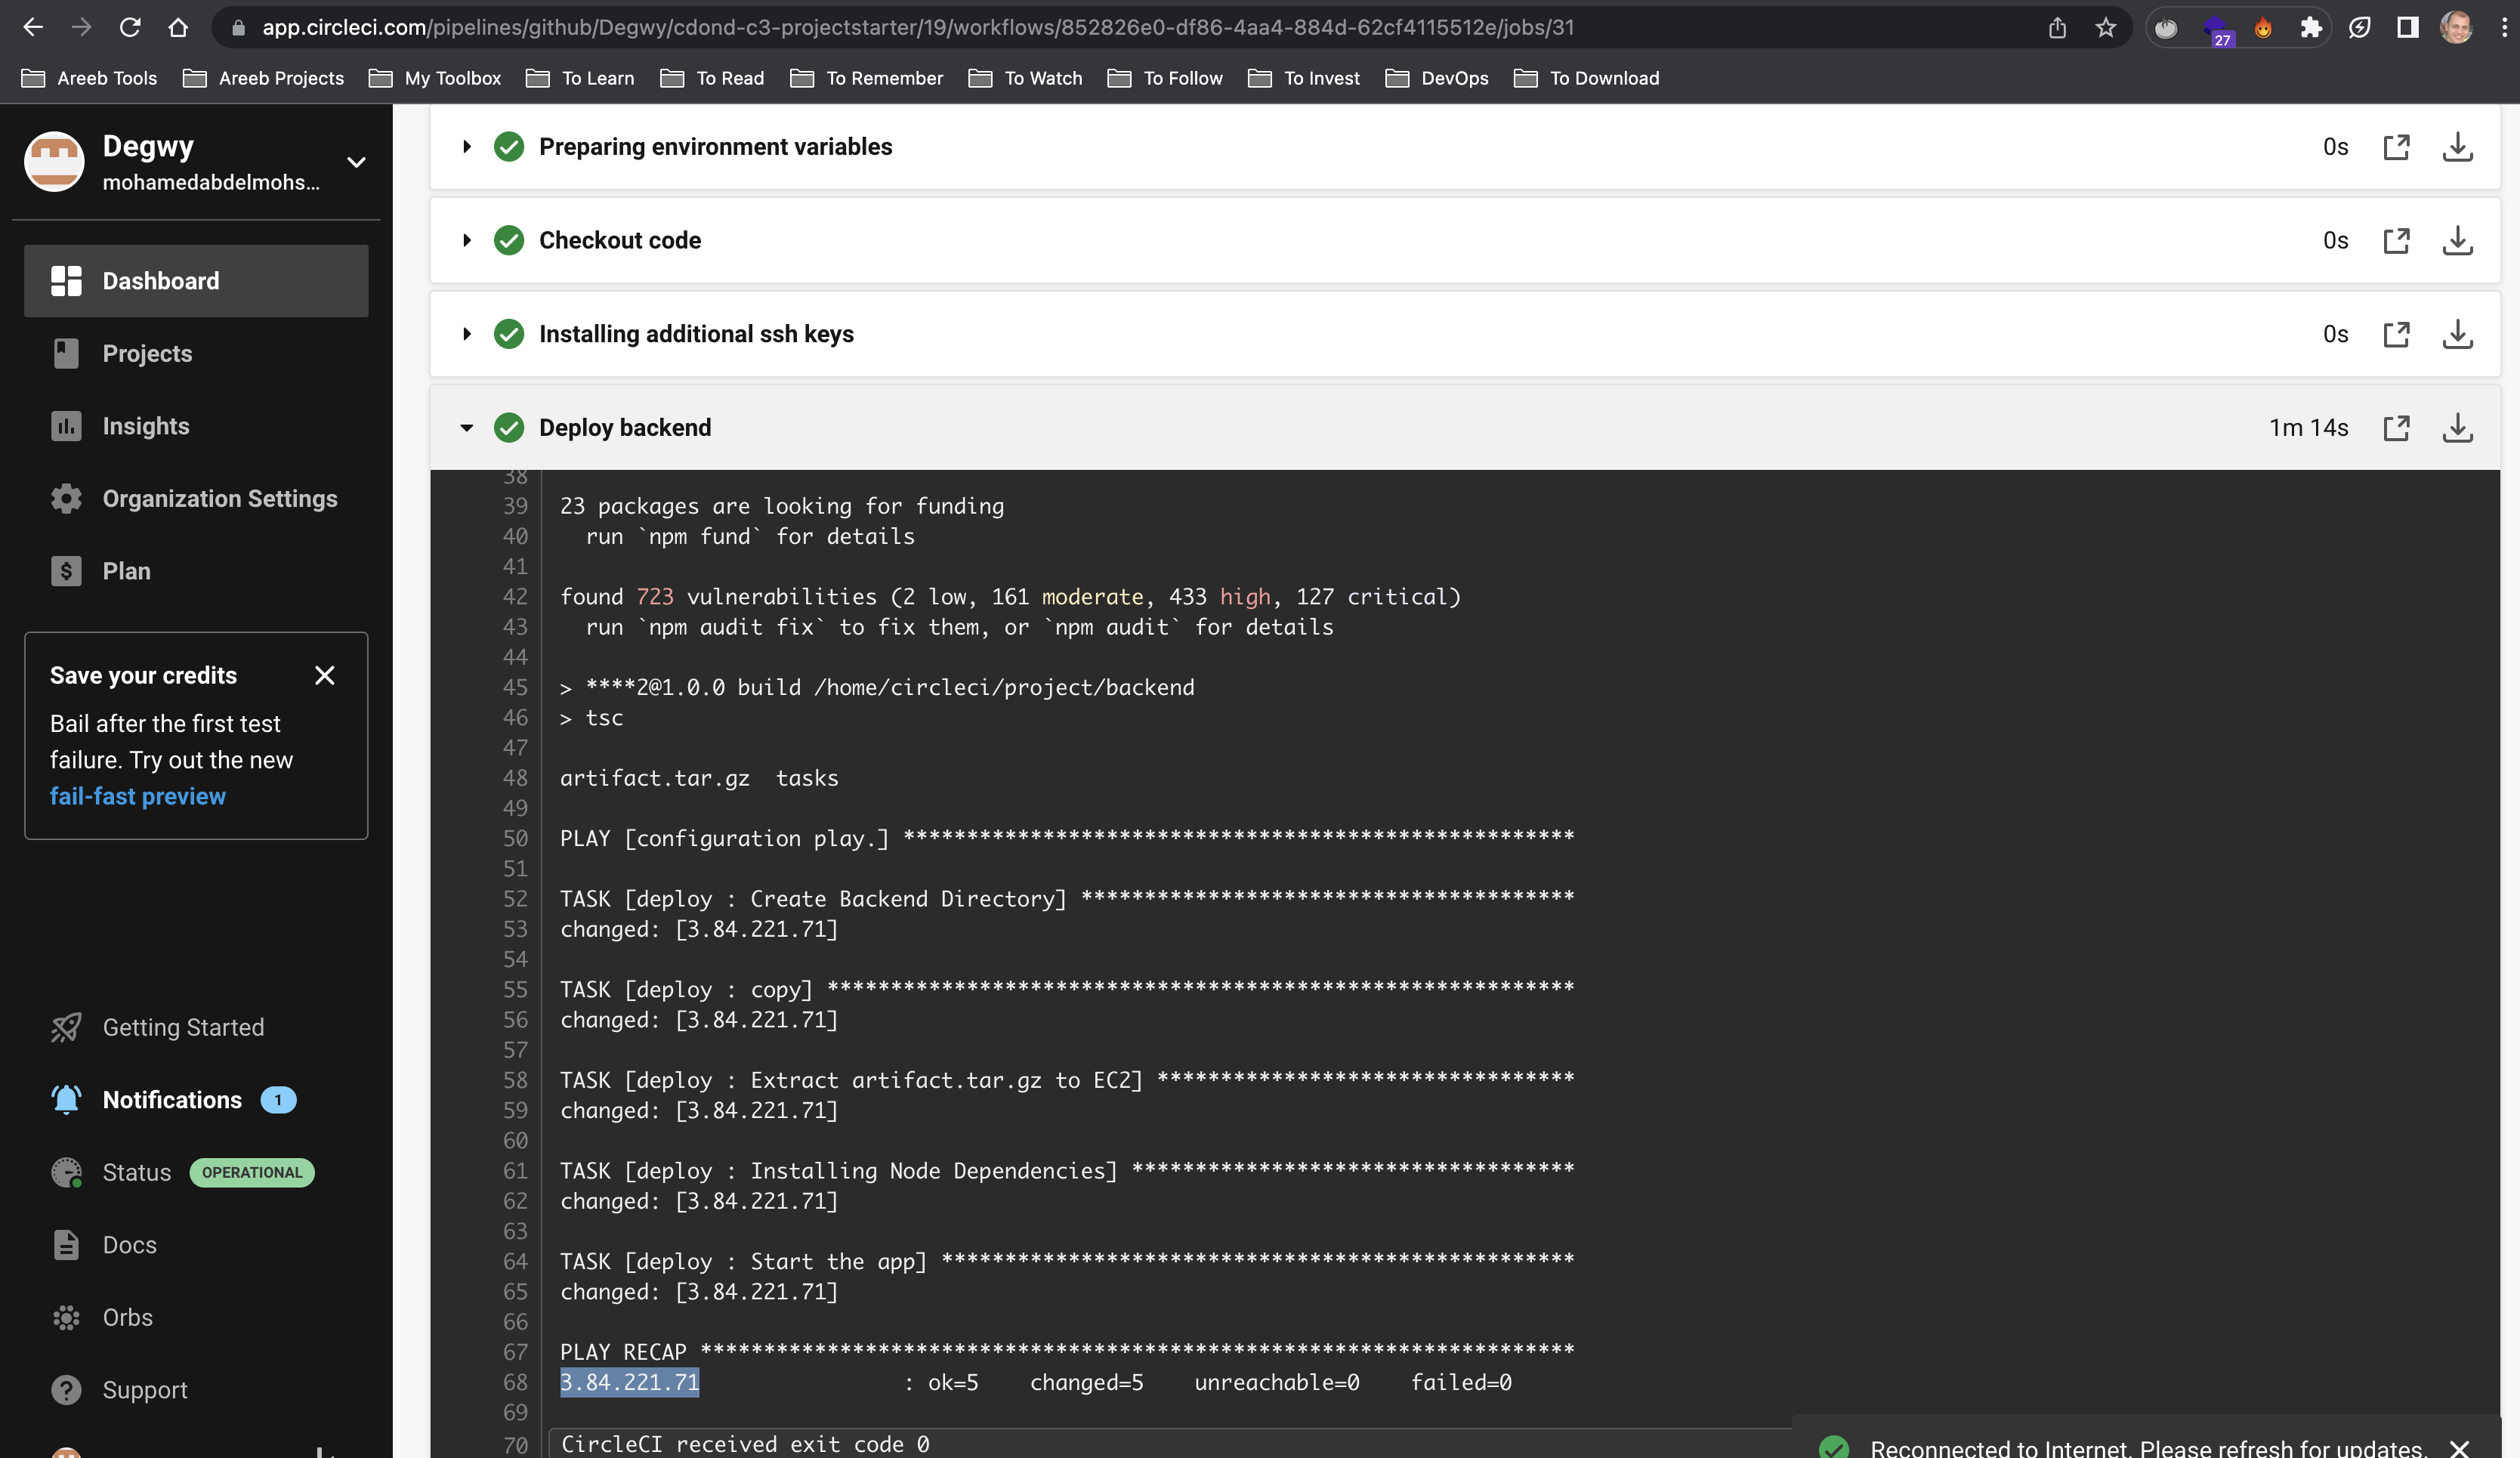 app.circleci.com/pipelines/github/Degwy/cdond-c3-projectstarter/19/workflows/852826e0-df86-4aa4-884d-62cf4115512e/jobs/31
27
Areeb Tools
Areeb Projects
My Toolbox
To Learn
To Read
To Remember
To Watch
To Follow
To Invest
DevOps
To Download
Degwy
mohamedabdelmohs...
Dashboard
Projects
Insights
Organization Settings
Plan
Save your credits
Bail after the first test
failure. Try out the new
fail-fast preview
Getting Started
Notifications 1
Status OPERATIONAL
Docs
Orbs
Support
Preparing environment variables 0s
Checkout code 0s
Installing additional ssh keys 0s
Deploy backend 1m 14s
38
39 23 packages are looking for funding
40 run `npm fund` for details
41
42 found 723 vulnerabilities (2 low, 161 moderate, 433 high, 127 critical)
43 run `npm audit fix` to fix them, or `npm audit` for details
44
45 > ****2@1.0.0 build /home/circleci/project/backend
46 > tsc
47
48 artifact.tar.gz  tasks
49
50 PLAY [configuration play.] *****************************************************
51
52 TASK [deploy : Create Backend Directory] ***************************************
53 changed: [3.84.221.71]
54
55 TASK [deploy : copy] ***********************************************************
56 changed: [3.84.221.71]
57
58 TASK [deploy : Extract artifact.tar.gz to EC2] *********************************
59 changed: [3.84.221.71]
60
61 TASK [deploy : Installing Node Dependencies] ***********************************
62 changed: [3.84.221.71]
63
64 TASK [deploy : Start the app] **************************************************
65 changed: [3.84.221.71]
66
67 PLAY RECAP *********************************************************************
68 3.84.221.71 : ok=5 changed=5 unreachable=0 failed=0
69
70 CircleCI received exit code 0
Reconnected to Internet. Please refresh for updates.